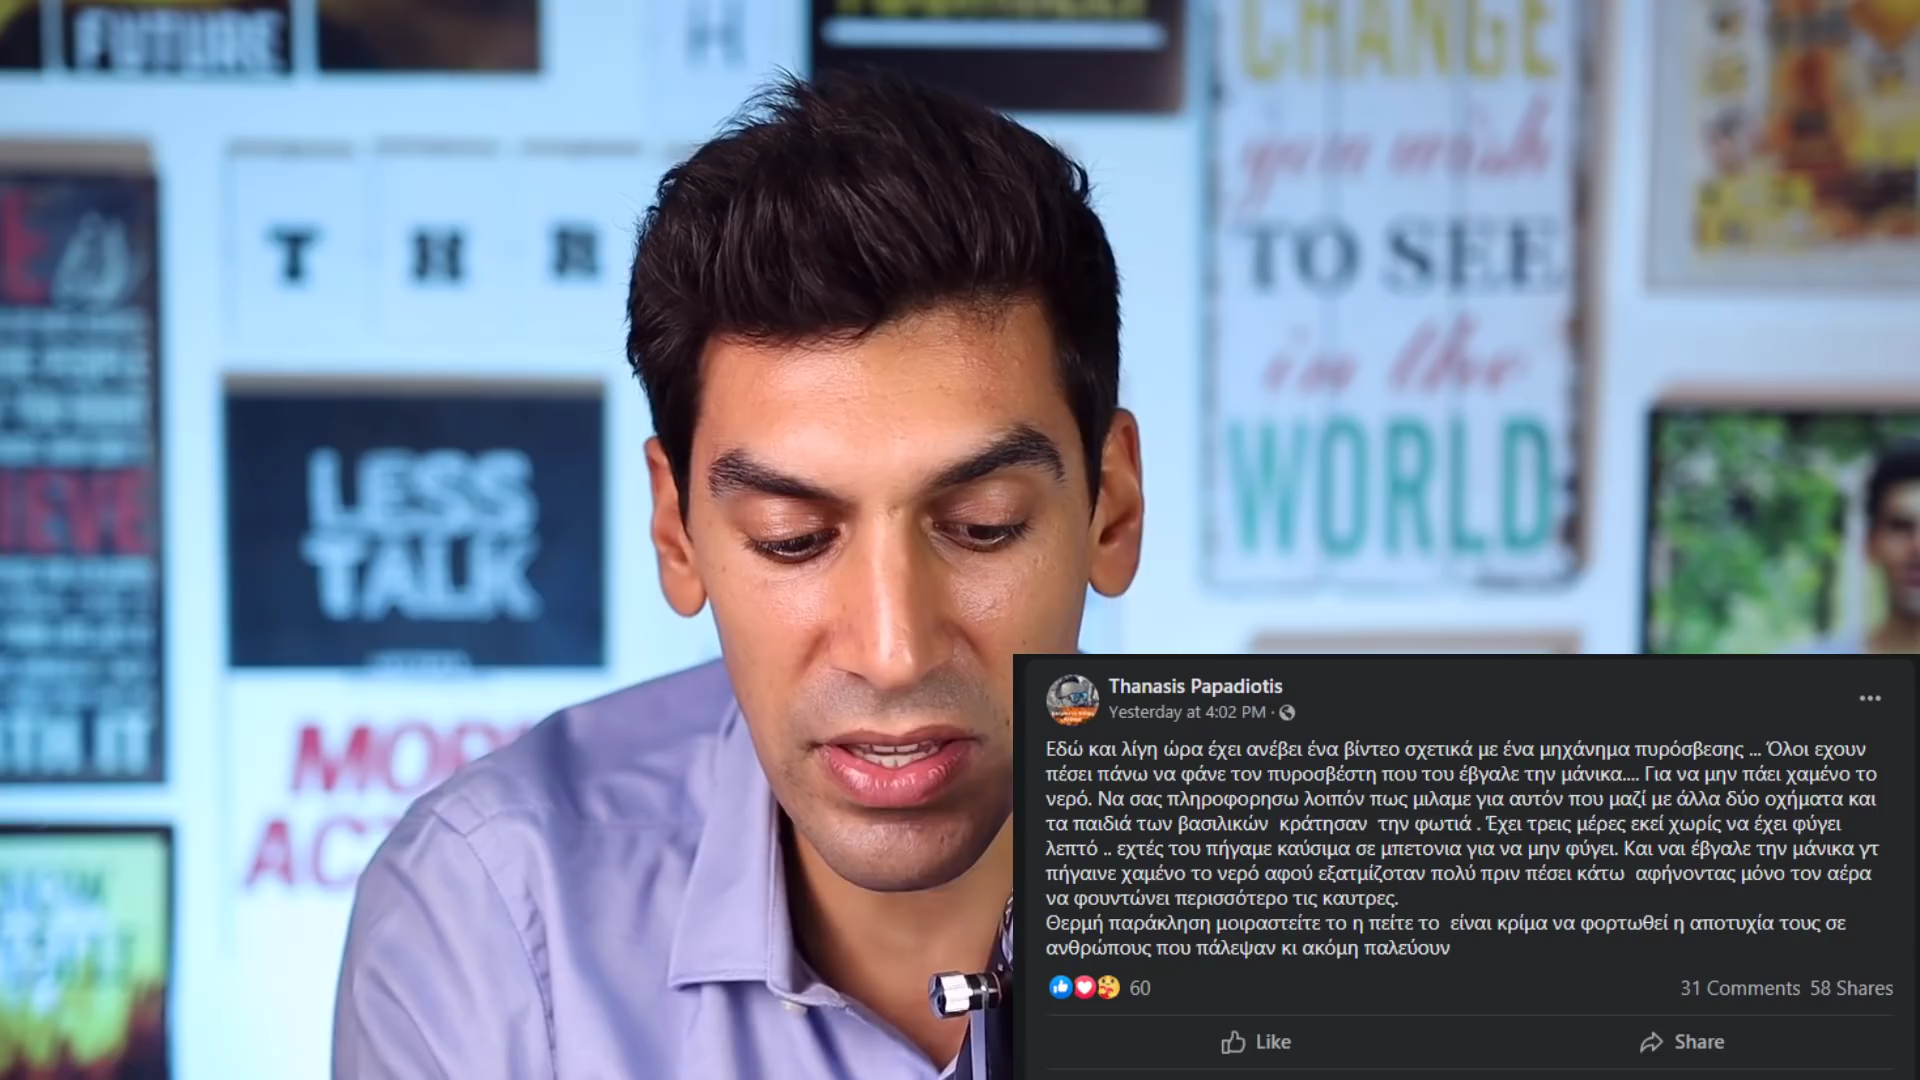 FUTURE
H
CHANGE
you wish
TO SEE
in the
WORLD
T H R
LESS
TALK
IEVE
Thanasis Papadiotis
Yesterday at 4:02 PM ·
Εδώ και λίγη ώρα έχει ανέβει ένα βίντεο σχετικά με ένα μηχάνημα πυρόσβεσης ... Όλοι εχουν
πέσει πάνω να φάνε τον πυροσβέστη που του έβγαλε την μάνικα.... Για να μην πάει χαμένο το
νερό. Να σας πληροφορησω λοιπόν πως μιλαμε για αυτόν που μαζί με άλλα δύο οχήματα και
τα παιδιά των βασιλικών κράτησαν την φωτιά . Έχει τρεις μέρες εκεί χωρίς να έχει φύγει
λεπτό .. εχτές του πήγαμε καύσιμα σε μπετονια για να μην φύγει. Και ναι έβγαλε την μάνικα γτ
πήγαινε χαμένο το νερό αφού εξατμίζοταν πολύ πριν πέσει κάτω αφήνοντας μόνο τον αέρα
να φουντώνει περισσότερο τις καυτρες.
Θερμή παράκληση μοιραστείτε το η πείτε το είναι κρίμα να φορτωθεί η αποτυχία τους σε
ανθρώπους που πάλεψαν κι ακόμη παλεύουν
60
31 Comments 58 Shares
Like
Share